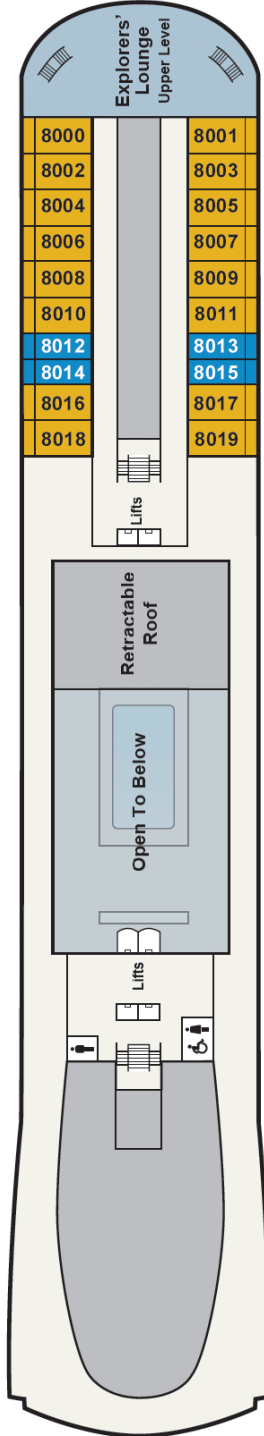 Explorers'
Lounge
Upper Level
8000
8001
8002
8003
8004
8005
8006
8007
8008
8009
8010
8011
8012
8013
8014
8015
8016
8017
8018
8019
Lifts
Retractable
Roof
Open To Below
Lifts